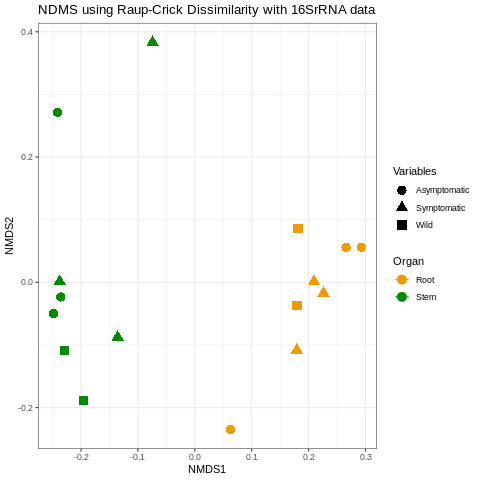 NDMS using Raup-Crick Dissimilarity with 16SrRNA data
0.4
0.2
0.0
-0.2
NMDS2
-0.2
-0.1
0.0
0.1
0.2
0.3
NMDS1
Variables
Asymptomatic
Symptomatic
Wild
Organ
Root
Stem